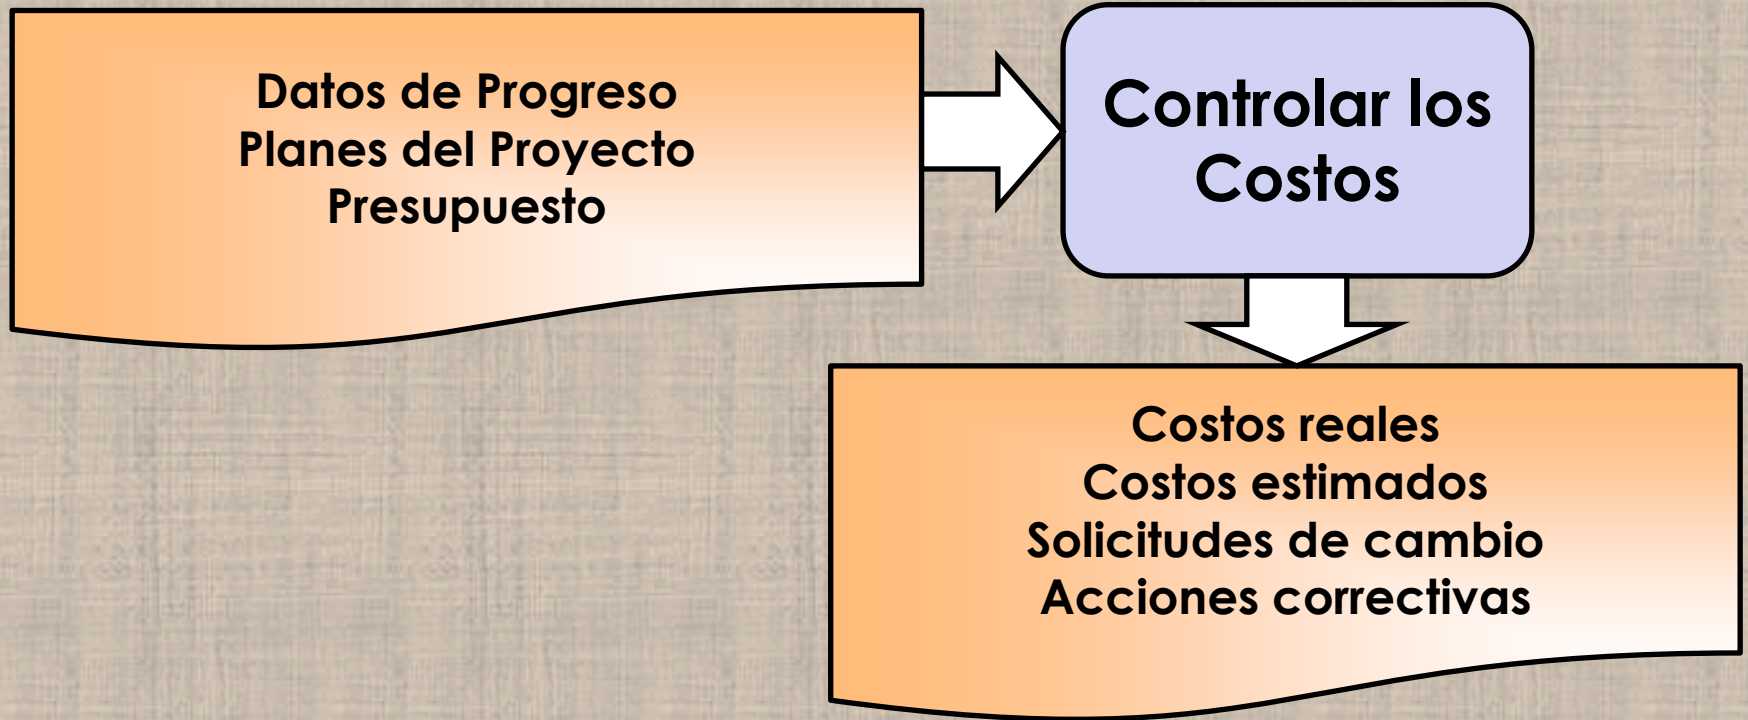 Datos de Progreso
Planes del Proyecto
Presupuesto
Controlar los
Costos
Costos reales
Costos estimados
Solicitudes de cambio
Acciones correctivas